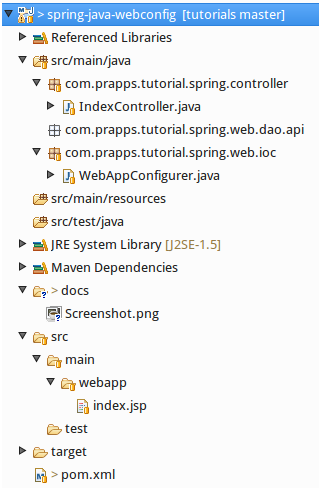 > spring-java-webconfig [tutorials master]
Referenced Libraries
src/main/java
com.prapps.tutorial.spring.controller
IndexController.java
com.prapps.tutorial.spring.web.dao.api
com.prapps.tutorial.spring.web.ioc
WebAppConfigurer.java
src/main/resources
src/test/java
JRE System Library [J2SE-1.5]
Maven Dependencies
> docs
Screenshot.png
src
main
webapp
index.jsp
test
target
> pom.xml